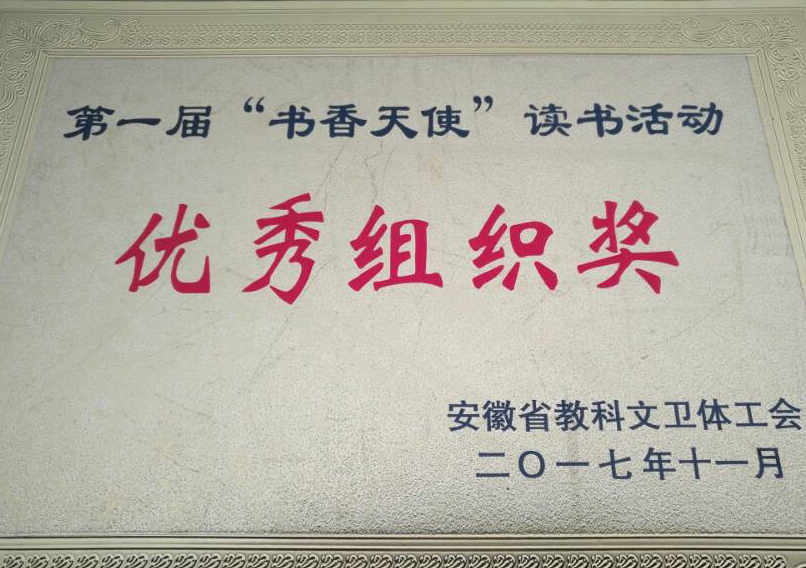 第一届“书香天使”读书活动
优秀组织奖
安徽省教科文卫体工会
二〇一七年十一月